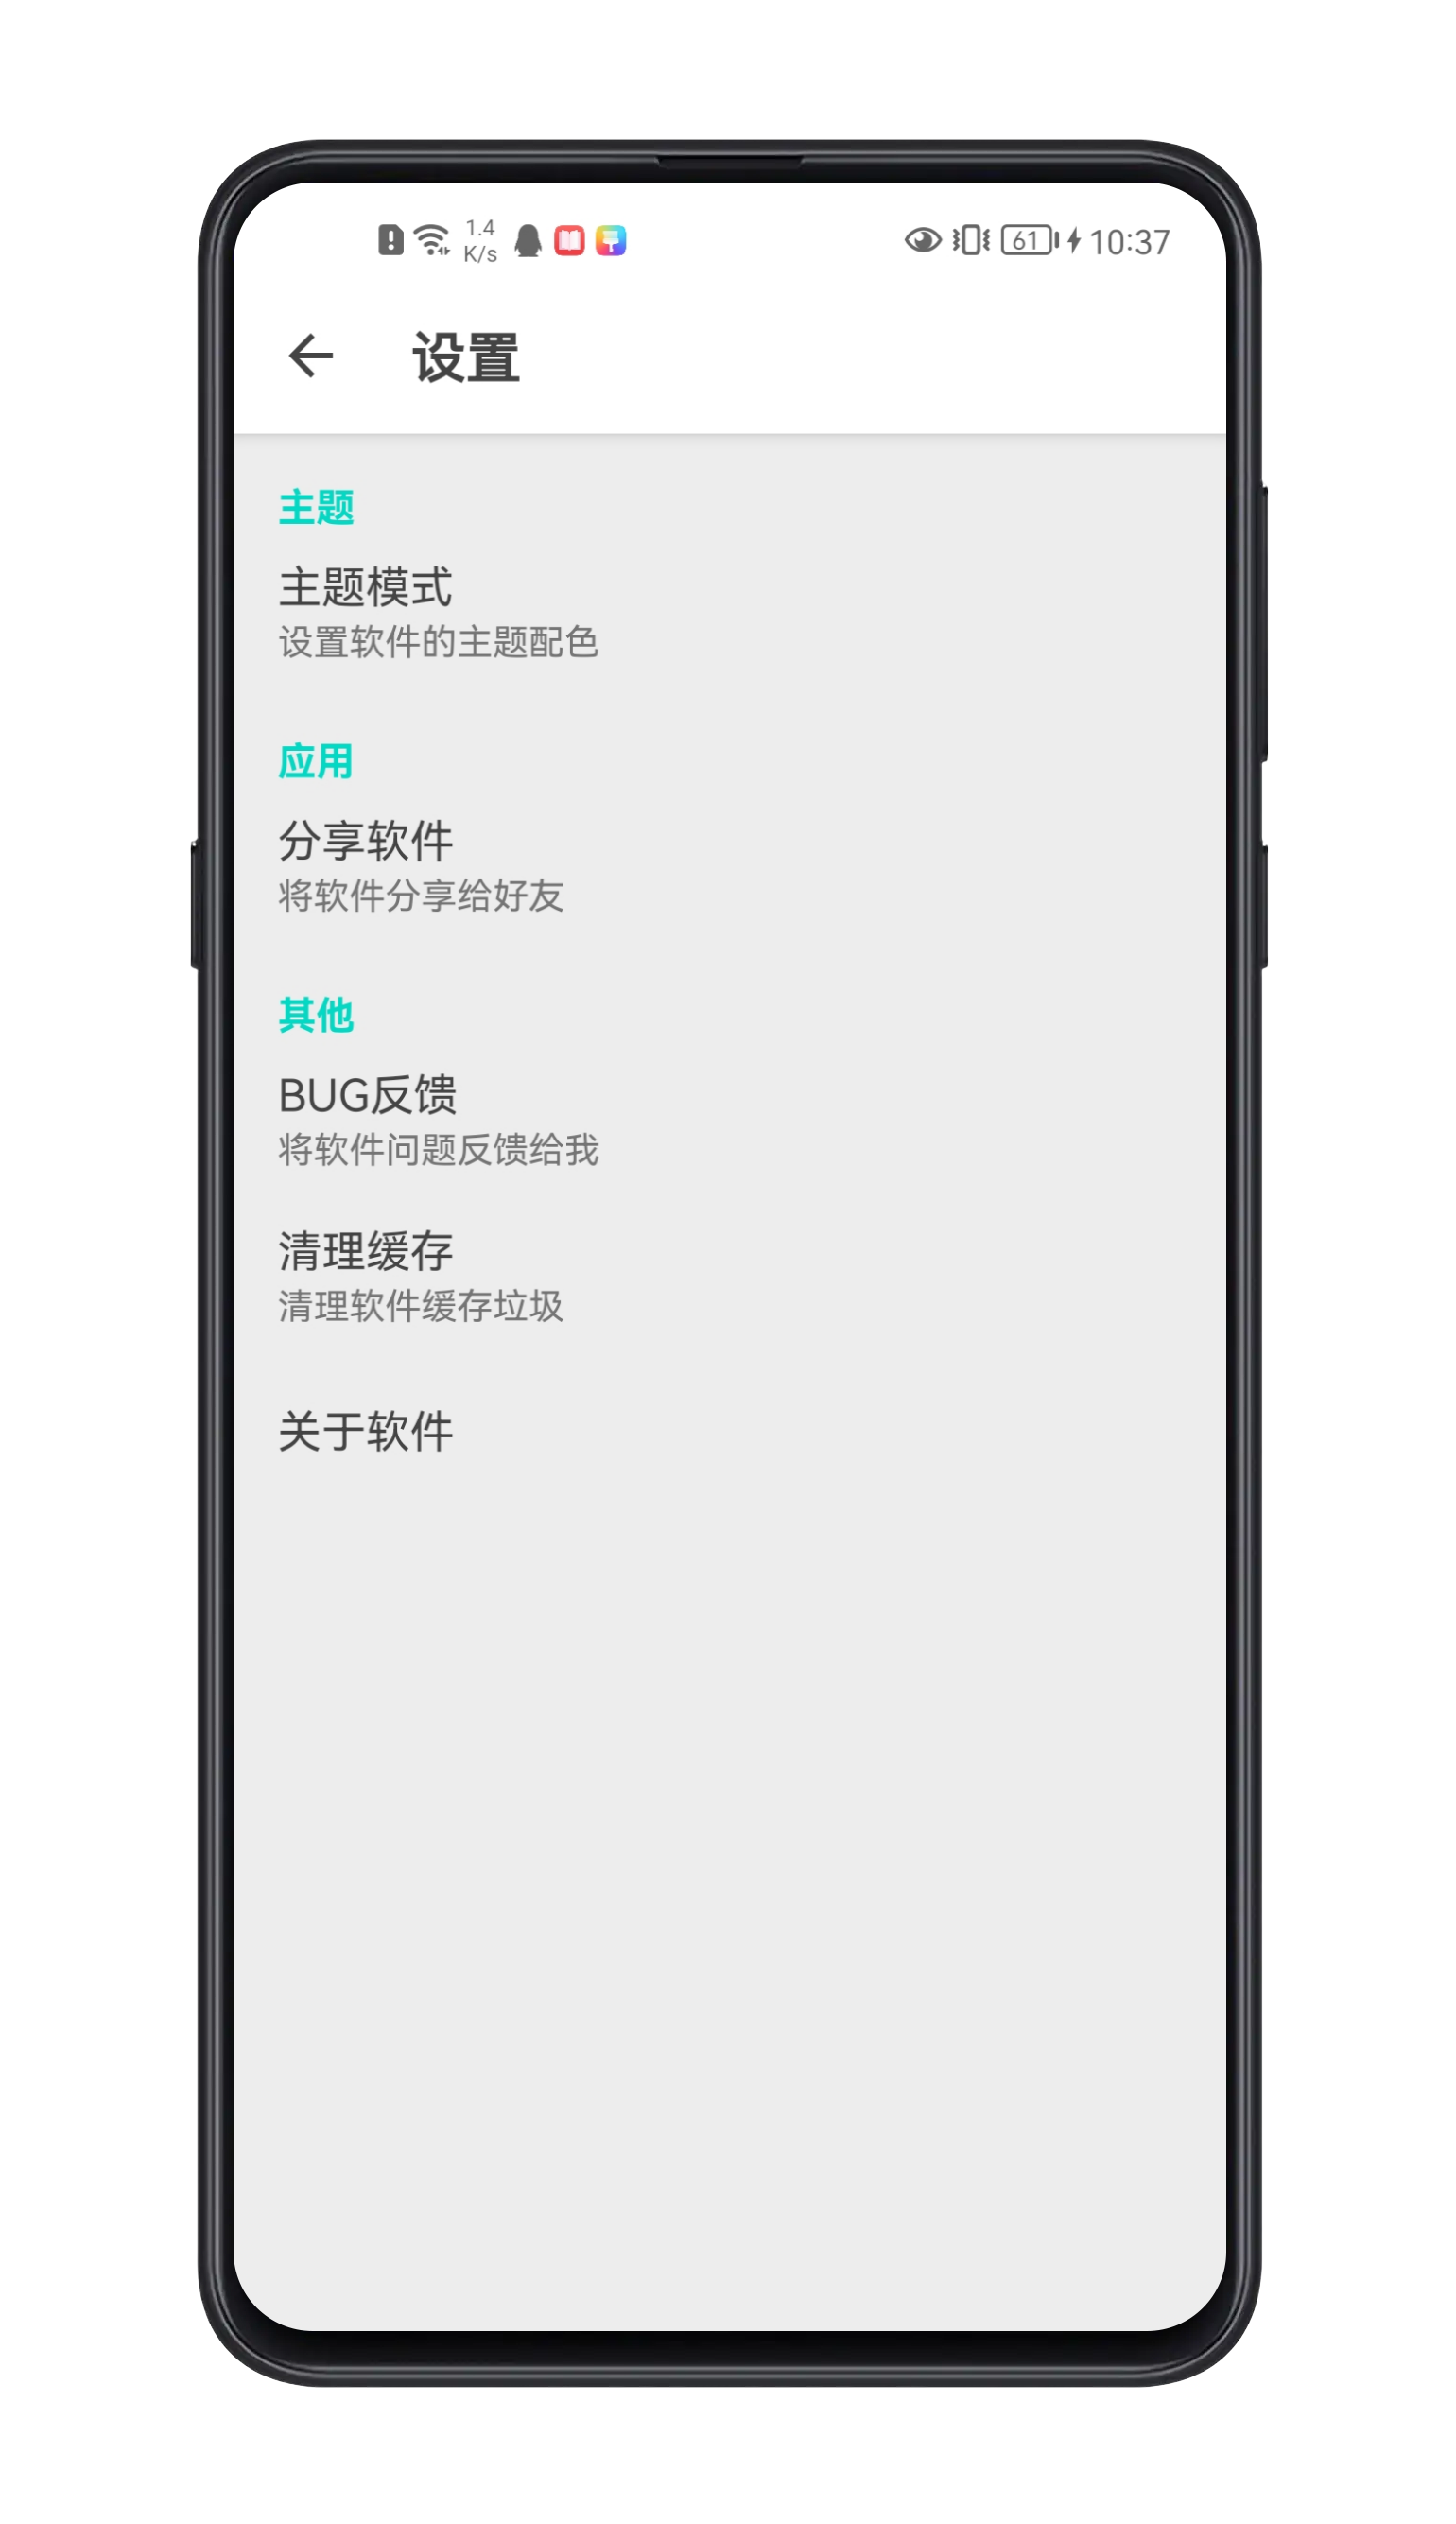 1.4
K/s
61
10:37
设置
主题
主题模式
设置软件的主题配色
应用
分享软件
将软件分享给好友
其他
BUG反馈
将软件问题反馈给我
清理缓存
清理软件缓存垃圾
关于软件